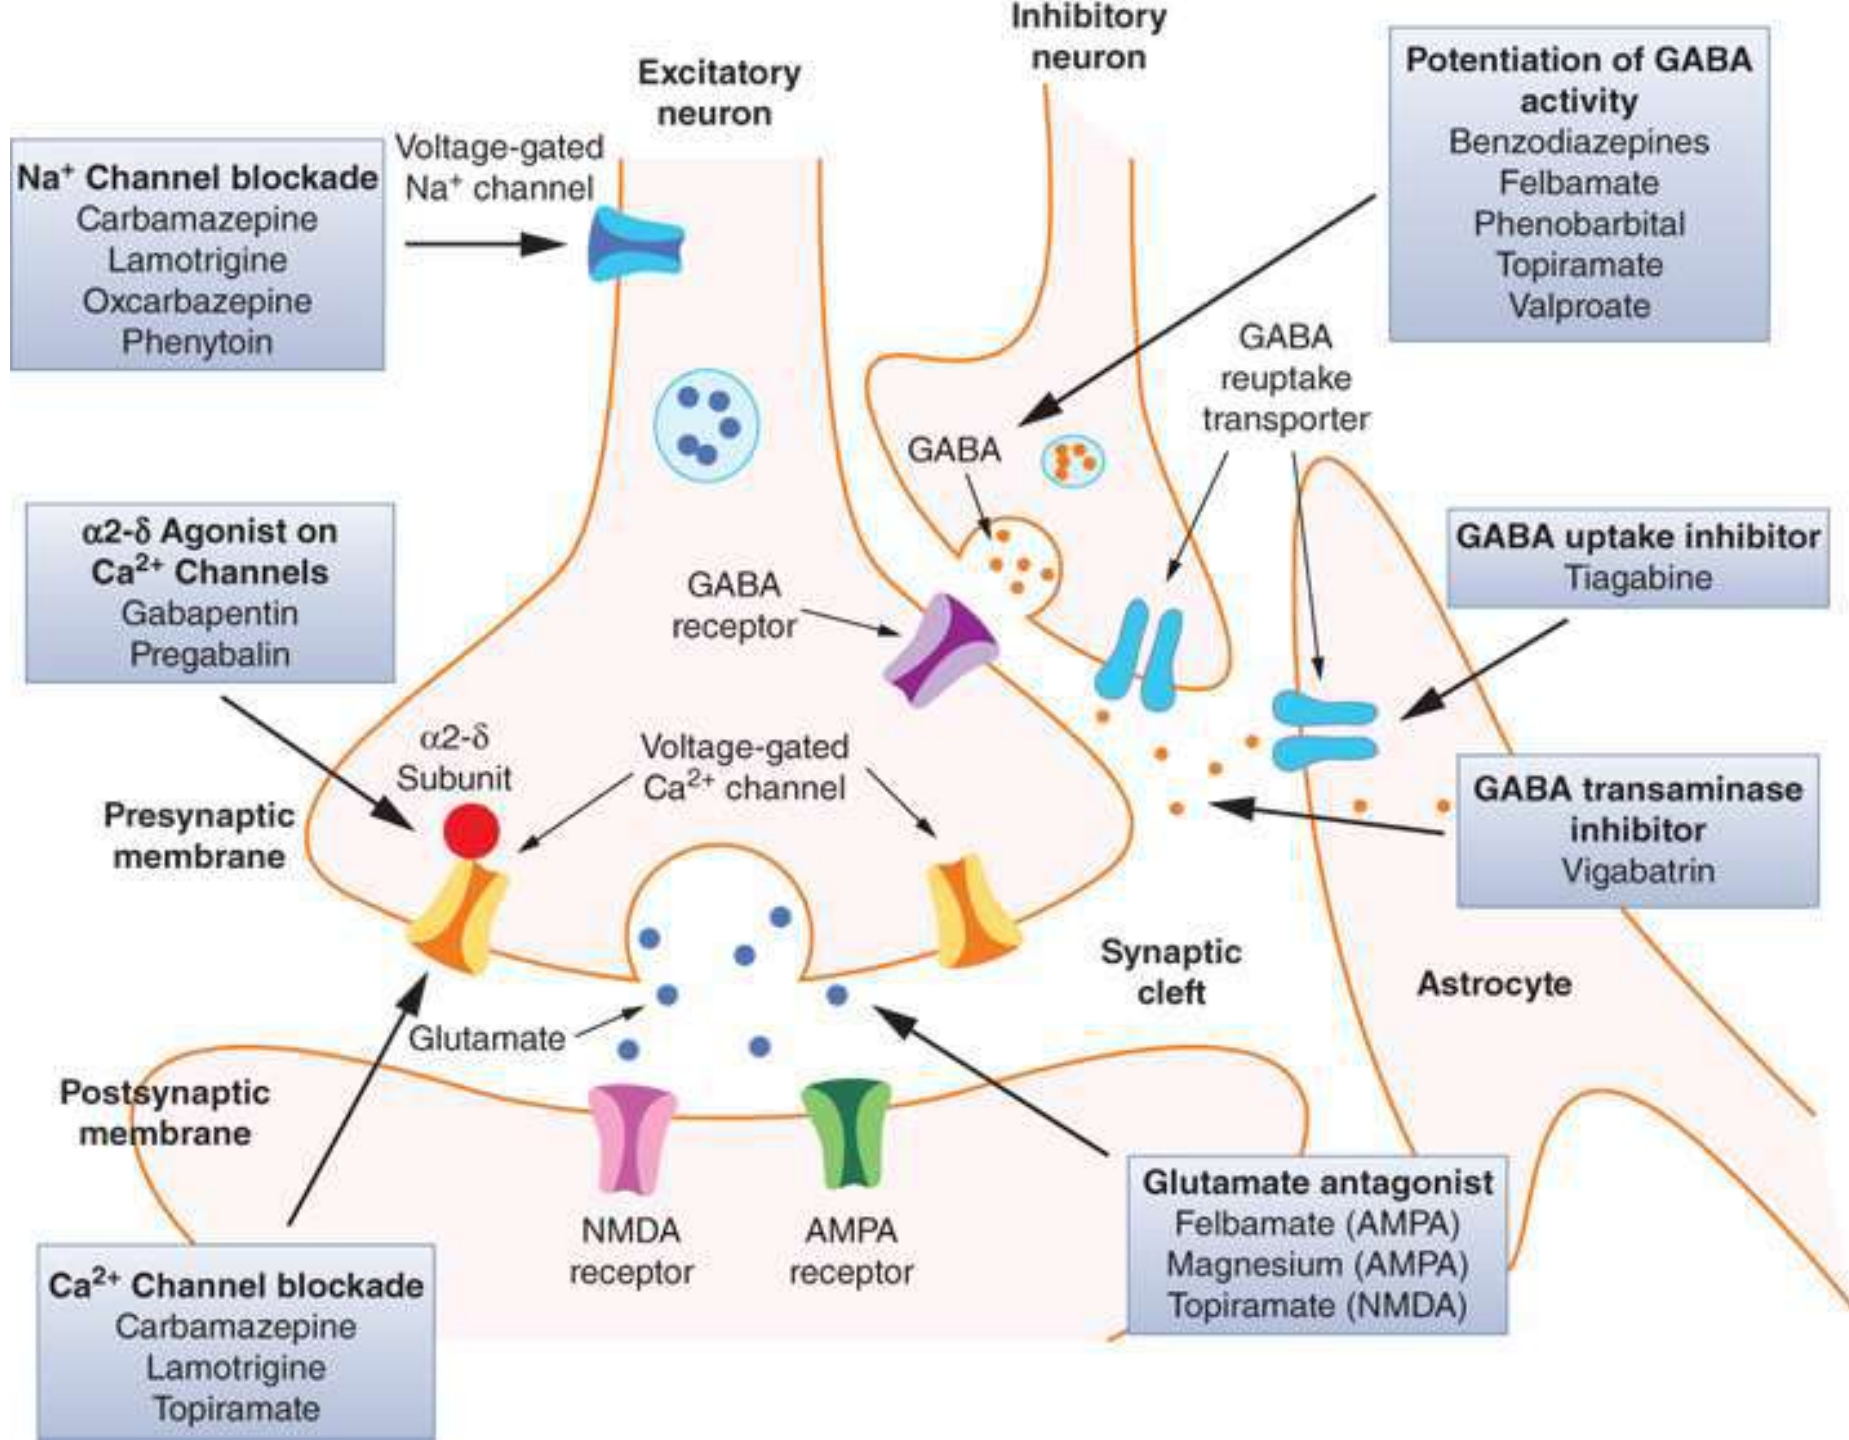 Inhibitory
neuron
Excitatory
neuron
Potentiation of GABA
activity
Benzodiazepines
Felbamate
Phenobarbital
Topiramate
Valproate
Na⁺ Channel blockade
Carbamazepine
Lamotrigine
Oxcarbazepine
Phenytoin
Voltage-gated
Na⁺ channel
GABA
reuptake
transporter
GABA
α2-δ Agonist on
Ca²⁺ Channels
Gabapentin
Pregabalin
GABA uptake inhibitor
Tiagabine
GABA
receptor
α2-δ
Subunit
Voltage-gated
Ca²⁺ channel
Presynaptic
membrane
GABA transaminase
inhibitor
Vigabatrin
Synaptic
cleft
Astrocyte
Glutamate
Postsynaptic
membrane
NMDA
receptor
AMPA
receptor
Glutamate antagonist
Felbamate (AMPA)
Magnesium (AMPA)
Topiramate (NMDA)
Ca²⁺ Channel blockade
Carbamazepine
Lamotrigine
Topiramate